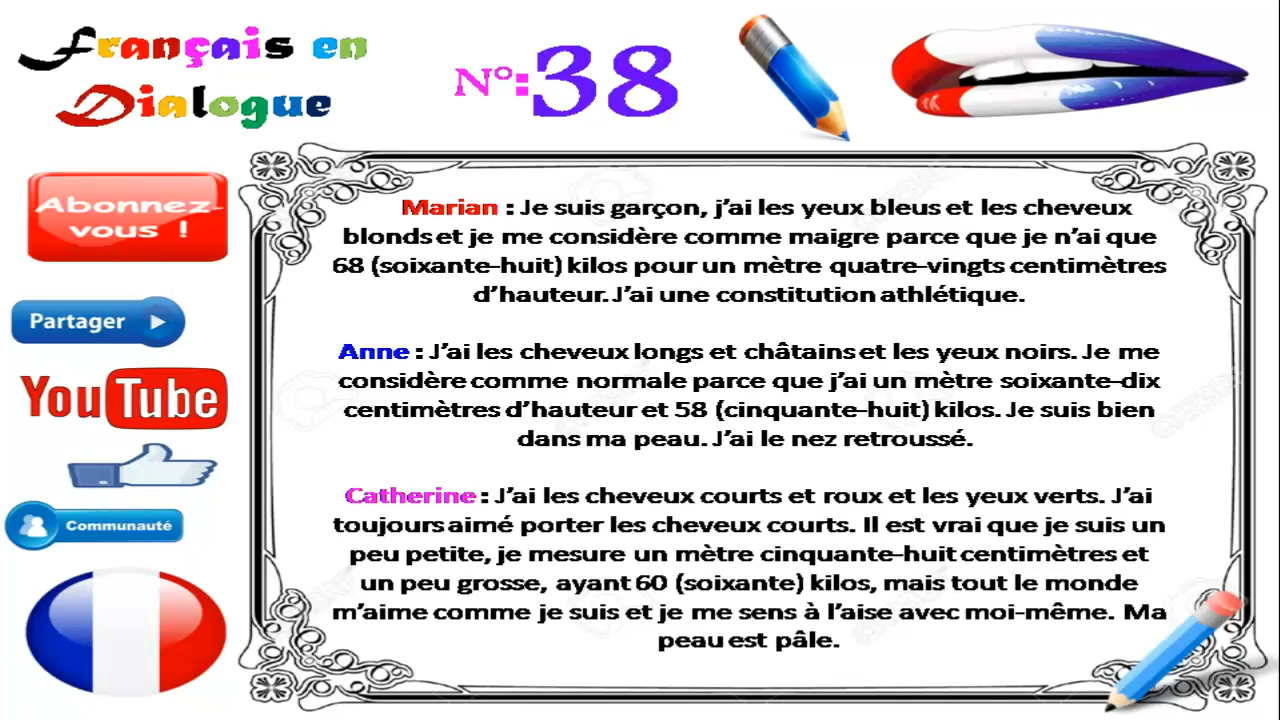 Français en
Dialogue
N°:38
Abonnez-
vous !
Partager
YouTube
Communauté
Marian : Je suis garçon, j’ai les yeux bleus et les cheveux
blonds et je me considère comme maigre parce que je n’ai que
68 (soixante-huit) kilos pour un mètre quatre-vingts centimètres
d’hauteur. J’ai une constitution athlétique.
Anne : J’ai les cheveux longs et châtains et les yeux noirs. Je me
considère comme normale parce que j’ai un mètre soixante-dix
centimètres d’hauteur et 58 (cinquante-huit) kilos. Je suis bien
dans ma peau. J’ai le nez retroussé.
Catherine : J’ai les cheveux courts et roux et les yeux verts. J’ai
toujours aimé porter les cheveux courts. Il est vrai que je suis un
peu petite, je mesure un mètre cinquante-huit centimètres et
un peu grosse, ayant 60 (soixante) kilos, mais tout le monde
m’aime comme je suis et je me sens à l’aise avec moi-même. Ma
peau est pâle.